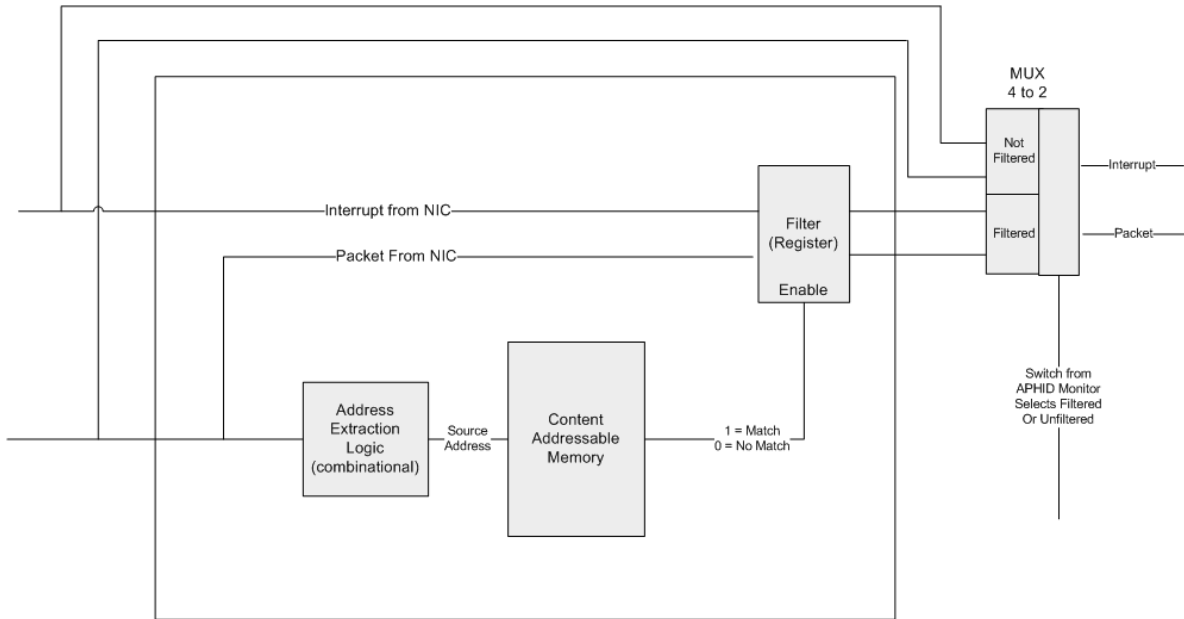 MUX
4 to 2
Not
Filtered
Interrupt
Interrupt from NIC
Filter
(Register)
Filtered
Packet
Packet From NIC
Enable
Switch from
APHID Monitor
Selects Filtered
Or Unfiltered
Address
Extraction
Logic
(combinational)
Source
Address
Content
Addressable
Memory
1 = Match
0 = No Match